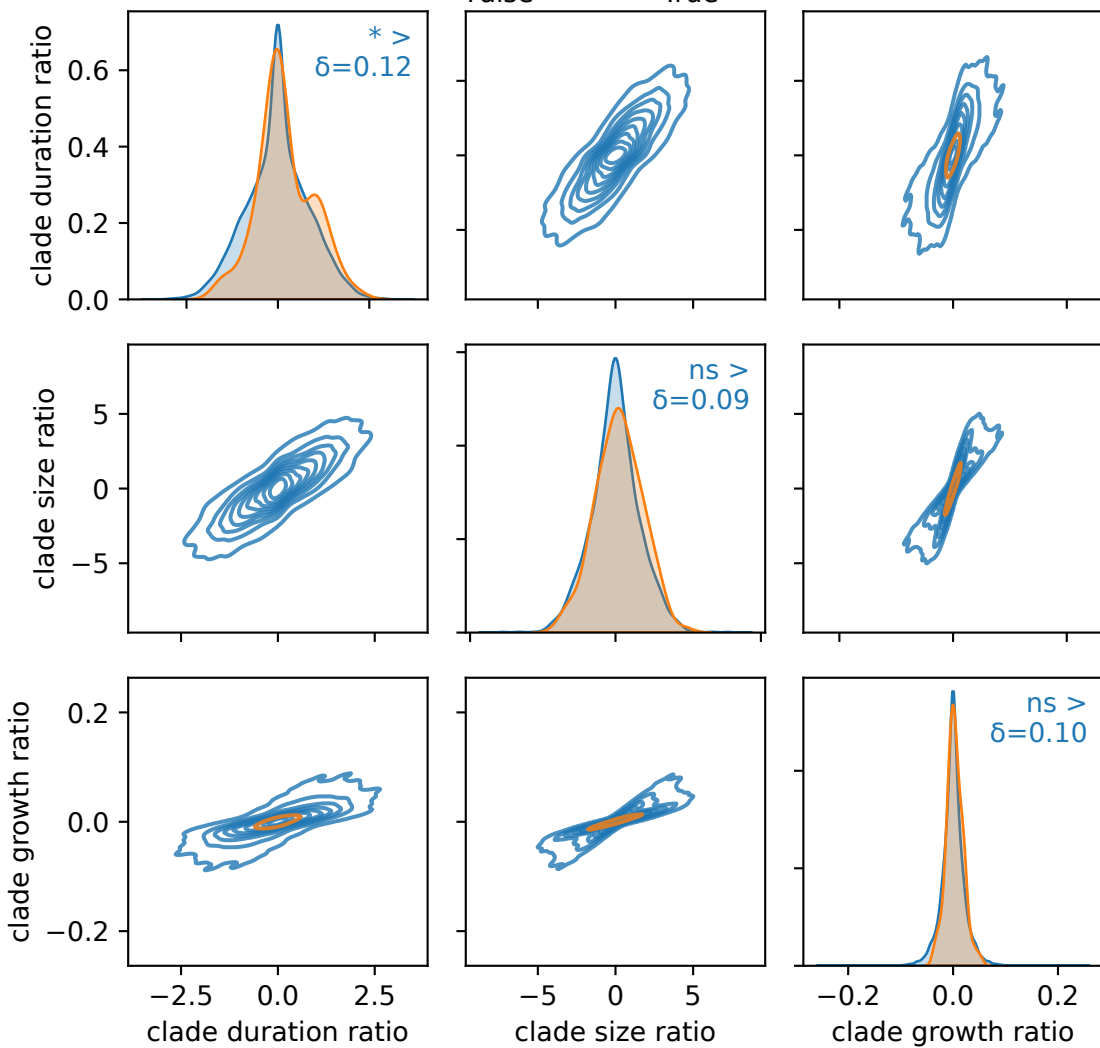 * >
δ=0.12
clade duration ratio
0.6
0.4
0.2
0.0
ns >
δ=0.09
clade size ratio
5
0
−5
ns >
δ=0.10
clade growth ratio
0.2
0.0
−0.2
−2.5 0.0 2.5
−5 0 5
−0.2 0.0 0.2
clade duration ratio
clade size ratio
clade growth ratio